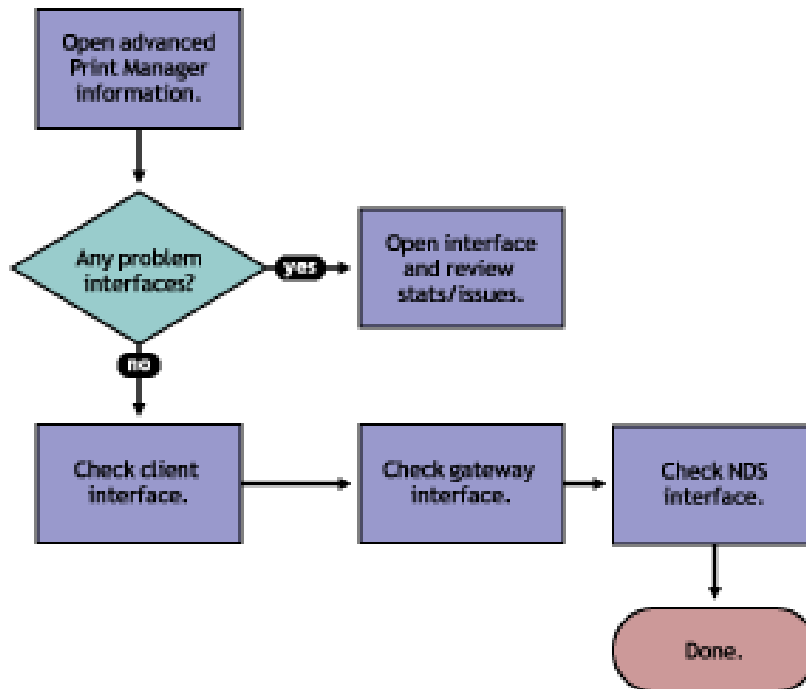 Open advanced
Print Manager
information.
Any problem
interfaces?
yes
Open interface
and review
stats/issues.
no
Check client
interface.
Check gateway
interface.
Check NDS
interface.
Done.